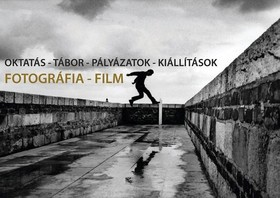 OKTATÁS - TÁBOR - PÁLYÁZATOK - KIÁLLÍTÁSOK
FOTOGRÁFIA - FILM